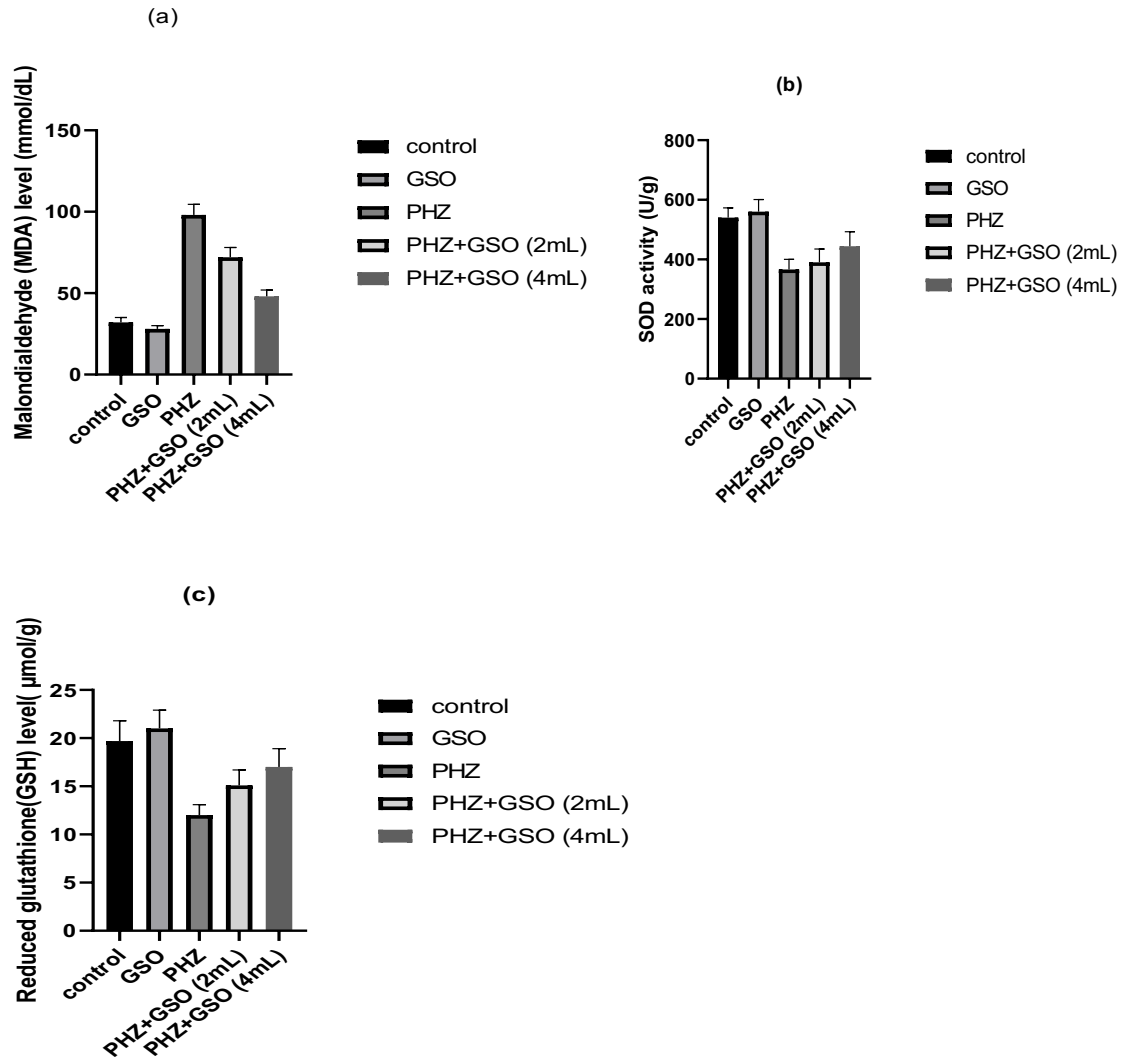 (a)
Malondialdehyde (MDA) level (mmol/dL)
150
100
50
0
control
GSO
PHZ
PHZ+GSO (2mL)
PHZ+GSO (4mL)
control
GSO
PHZ
PHZ+GSO (2mL)
PHZ+GSO (4mL)
(b)
SOD activity (U/g)
800
600
400
200
0
control
GSO
PHZ
PHZ+GSO (2mL)
PHZ+GSO (4mL)
control
GSO
PHZ
PHZ+GSO (2mL)
PHZ+GSO (4mL)
(c)
Reduced glutathione(GSH) level( µmol/g)
25
20
15
10
5
0
control
GSO
PHZ
PHZ+GSO (2mL)
PHZ+GSO (4mL)
control
GSO
PHZ
PHZ+GSO (2mL)
PHZ+GSO (4mL)